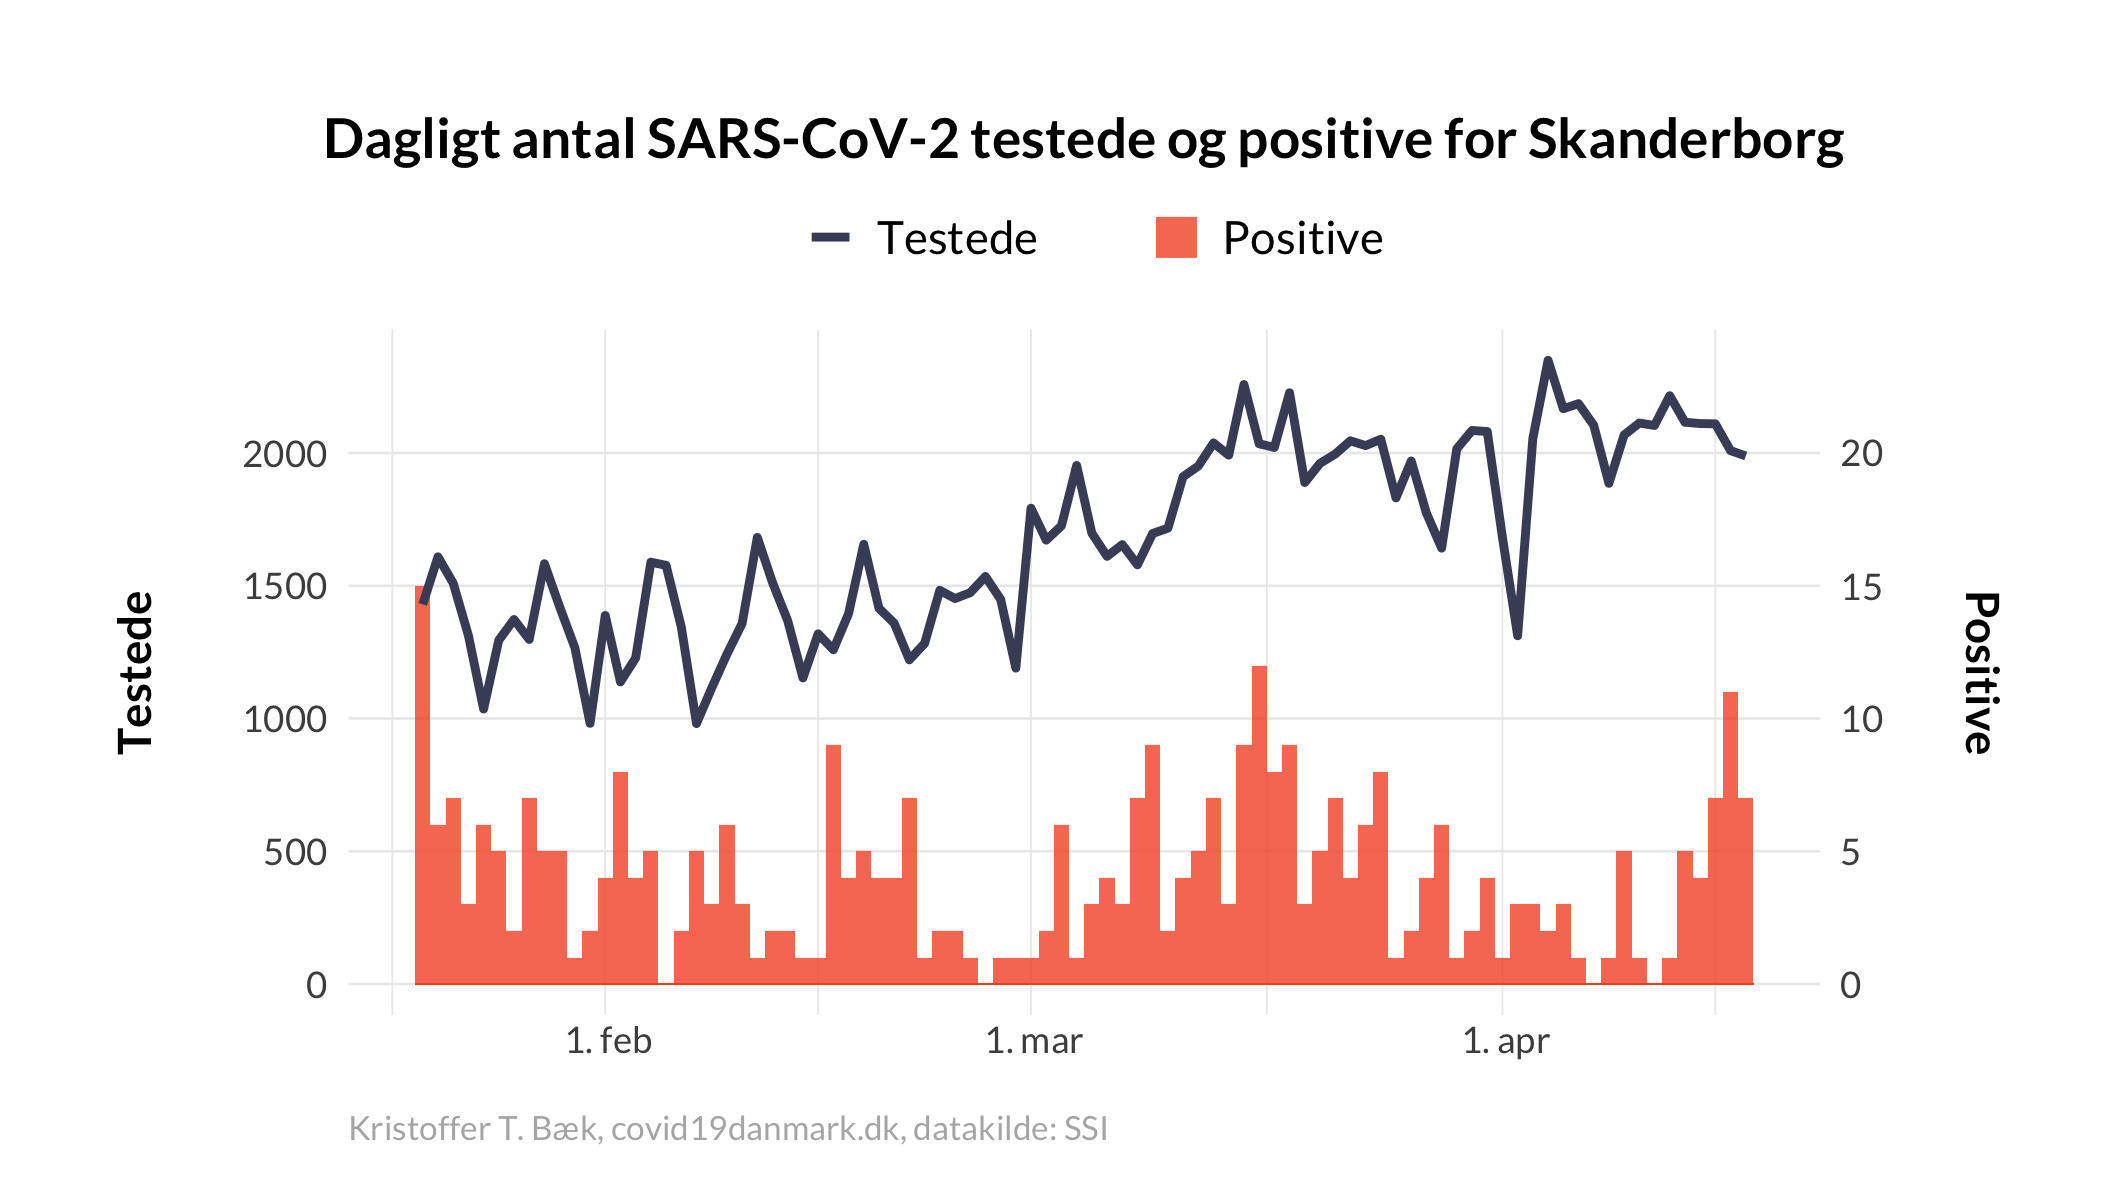 Dagligt antal SARS-CoV-2 testede og positive for Skanderborg
Testede
Positive
2000
1500
1000
500
0
Testede
20
15
10
5
0
Positive
1. feb
1. mar
1. apr
Kristoffer T. Bæk, covid19danmark.dk, datakilde: SSI